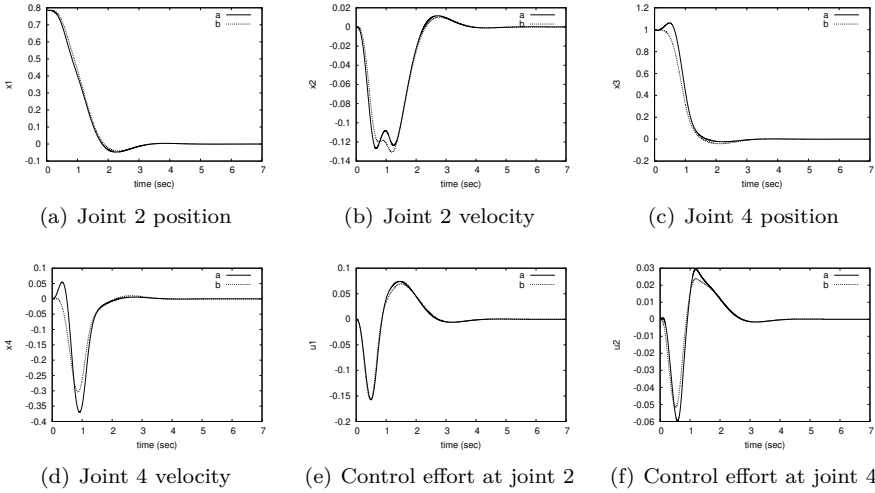 0.8
0.7
0.6
0.5
0.4
0.3
0.2
0.1
0
-0.1
x1
a
b
0 1 2 3 4 5 6 7
time (sec)
(a) Joint 2 position
0.02
0
-0.02
-0.04
-0.06
-0.08
-0.1
-0.12
-0.14
x2
a
b
0 1 2 3 4 5 6 7
time (sec)
(b) Joint 2 velocity
1.2
1
0.8
0.6
0.4
0.2
0
-0.2
x3
a
b
0 1 2 3 4 5 6 7
time (sec)
(c) Joint 4 position
0.1
0.05
0
-0.05
-0.1
-0.15
-0.2
-0.25
-0.3
-0.35
-0.4
x4
a
b
0 1 2 3 4 5 6 7
time (sec)
(d) Joint 4 velocity
0.1
0.05
0
-0.05
-0.1
-0.15
-0.2
u1
a
b
0 1 2 3 4 5 6 7
time (sec)
(e) Control effort at joint 2
0.03
0.02
0.01
0
-0.01
-0.02
-0.03
-0.04
-0.05
-0.06
u2
a
b
0 1 2 3 4 5 6 7
time (sec)
(f) Control effort at joint 4